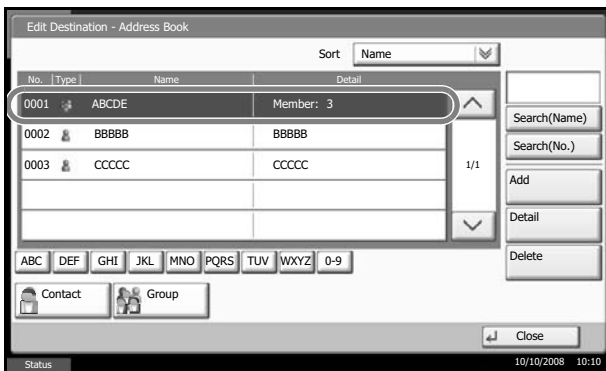 Edit Destination - Address Book
Sort Name
No. Type Name Detail
0001 ABCDE Member: 3
0002 BBBBB BBBBB
0003 CCCCC CCCCC
1/1
Search(Name)
Search(No.)
Add
Detail
Delete
ABC DEF GHI JKL MNO PQRS TUV WXYZ 0-9
Contact Group
Close
Status 10/10/2008 10:10